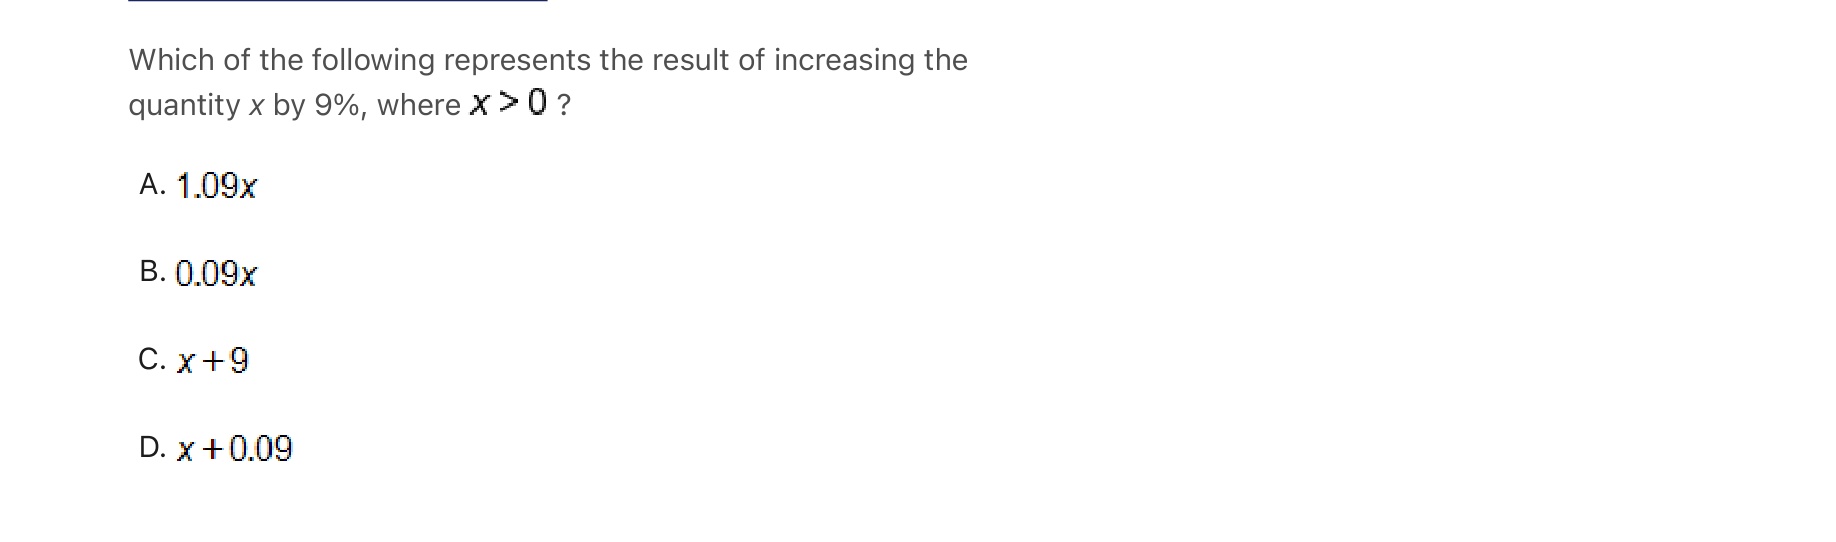 Which of the following represents the result of increasing the
quantity x by 9%, where x > 0 ?
A. 1.09x
B. 0.09x
C. x + 9
D. x + 0.09